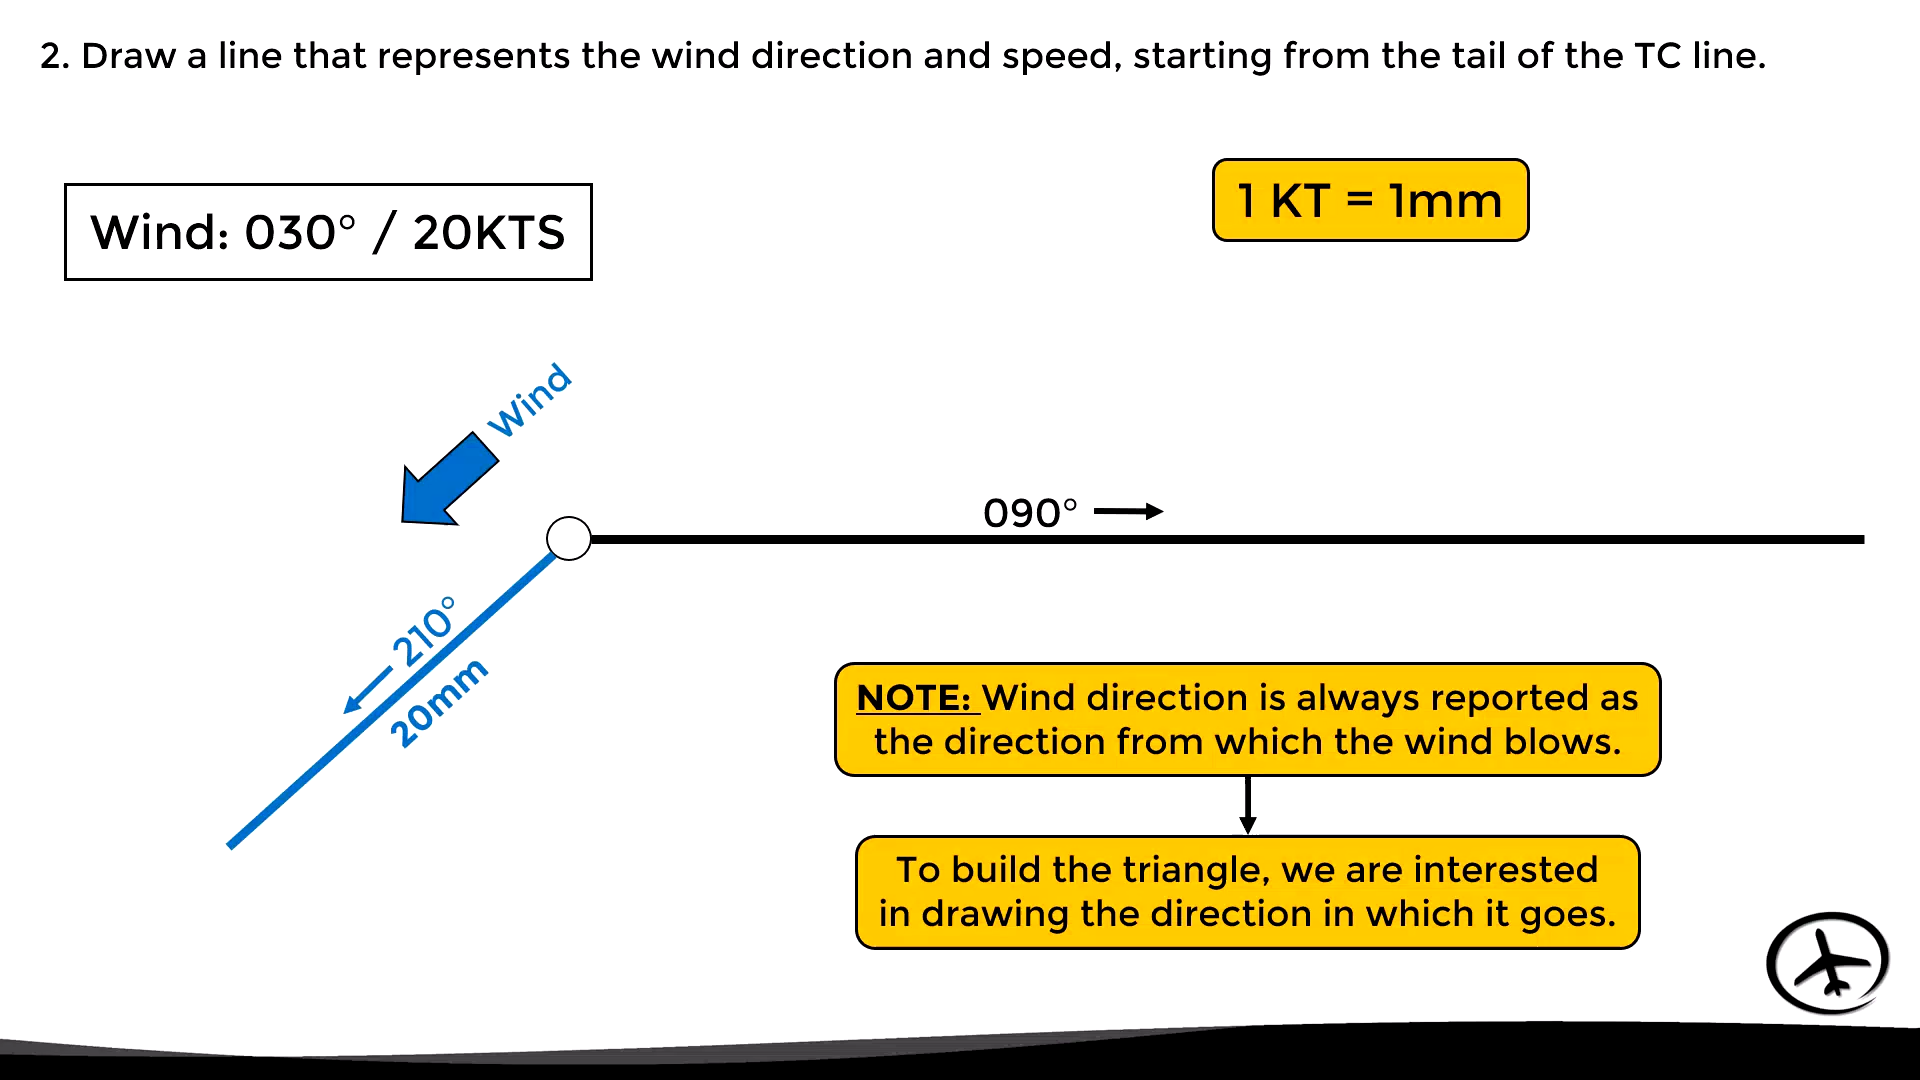 2. Draw a line that represents the wind direction and speed, starting from the tail of the TC line.
1 KT = 1mm
Wind: 030° / 20KTS
Wind
090°
210°
20mm
NOTE: Wind direction is always reported as
the direction from which the wind blows.
To build the triangle, we are interested
in drawing the direction in which it goes.